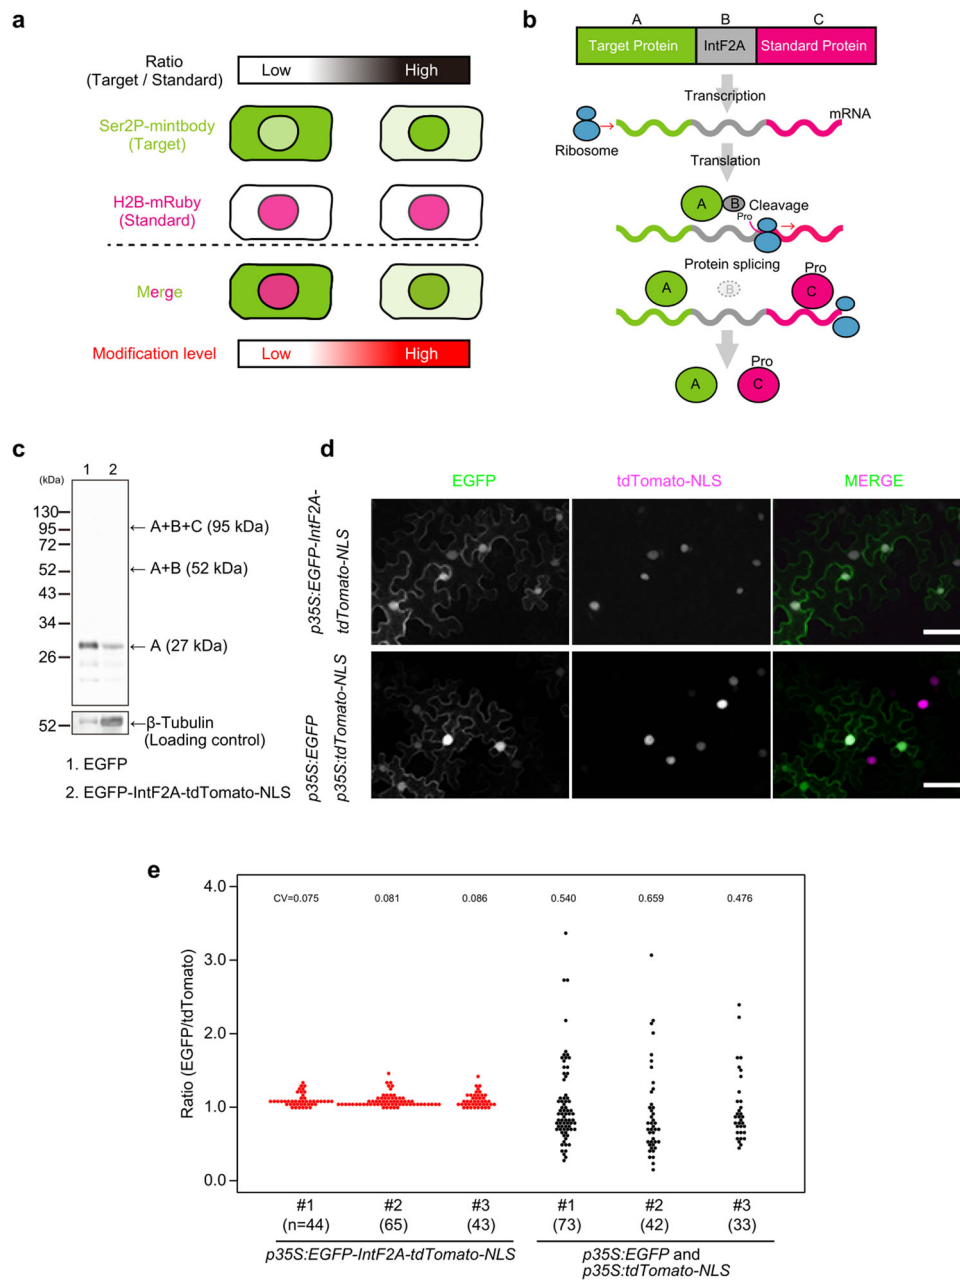 a
Ratio
(Target / Standard)
Low High
Ser2P-mintbody
(Target)
H2B-mRuby
(Standard)
Merge
Modification level
Low High
b
A B C
Target Protein IntF2A Standard Protein
Transcription
mRNA
Ribosome
Translation
A B Cleavage
Pro
Protein splicing
Pro
A B C
Pro
A C
c
(kDa) 1 2
130
95
72
52
43
34
26
← A+B+C (95 kDa)
← A+B (52 kDa)
← A (27 kDa)
52
←β-Tubulin
(Loading control)
1. EGFP
2. EGFP-IntF2A-tdTomato-NLS
d
EGFP tdTomato-NLS MERGE
p35S:EGFP-IntF2A-
tdTomato-NLS
p35S:EGFP
p35S:tdTomato-NLS
e
Ratio (EGFP/tdTomato)
4.0
3.0
2.0
1.0
0.0
CV=0.075 0.081 0.086 0.540 0.659 0.476
#1 #2 #3 #1 #2 #3
(n=44) (65) (43) (73) (42) (33)
p35S:EGFP-IntF2A-tdTomato-NLS
p35S:EGFP and
p35S:tdTomato-NLS